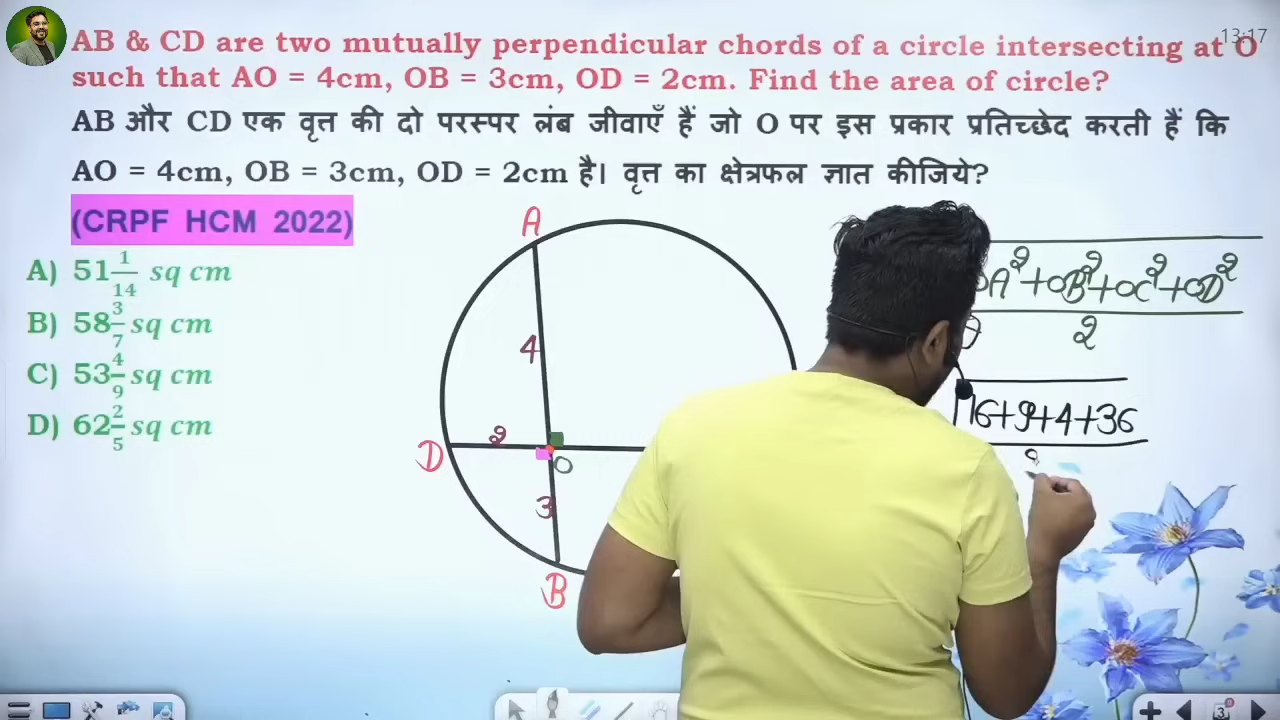 13:17
AB & CD are two mutually perpendicular chords of a circle intersecting at O
such that AO = 4cm, OB = 3cm, OD = 2cm. Find the area of circle?
AB और CD एक वृत्त की दो परस्पर लंब जीवाएँ हैं जो O पर इस प्रकार प्रतिच्छेद करती हैं कि
AO = 4cm, OB = 3cm, OD = 2cm है। वृत्त का क्षेत्रफल ज्ञात कीजिये?
(CRPF HCM 2022)
A) 51 1/14 sq cm
B) 58 3/7 sq cm
C) 53 4/9 sq cm
D) 62 2/5 sq cm
A
4
D
2
O
3
B
OA² + OB² + OC² + OD²
2
16+9+4+36
3